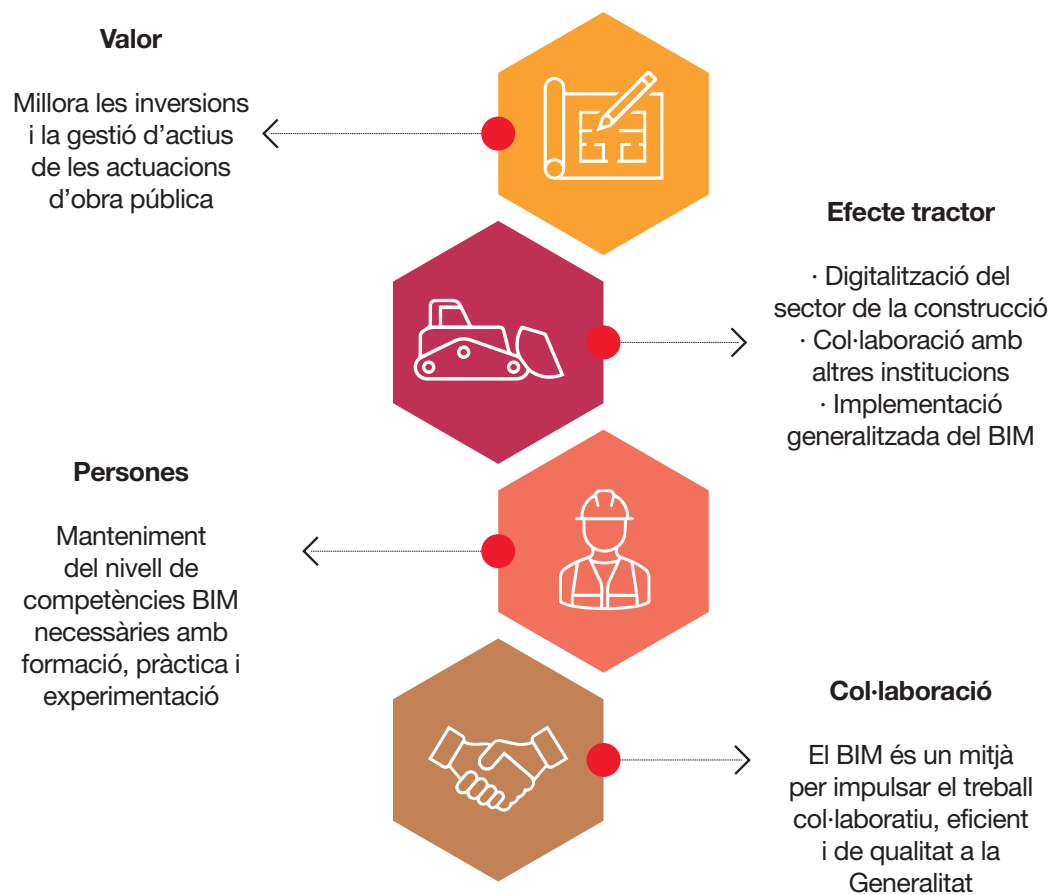 Valor
Millora les inversions
i la gestió d’actius
de les actuacions
d’obra pública
Efecte tractor
· Digitalització del
sector de la construcció
· Col·laboració amb
altres institucions
· Implementació
generalitzada del BIM
Persones
Manteniment
del nivell de
competències BIM
necessàries amb
formació, pràctica i
experimentació
Col·laboració
El BIM és un mitjà
per impulsar el treball
col·laboratiu, eficient
i de qualitat a la
Generalitat